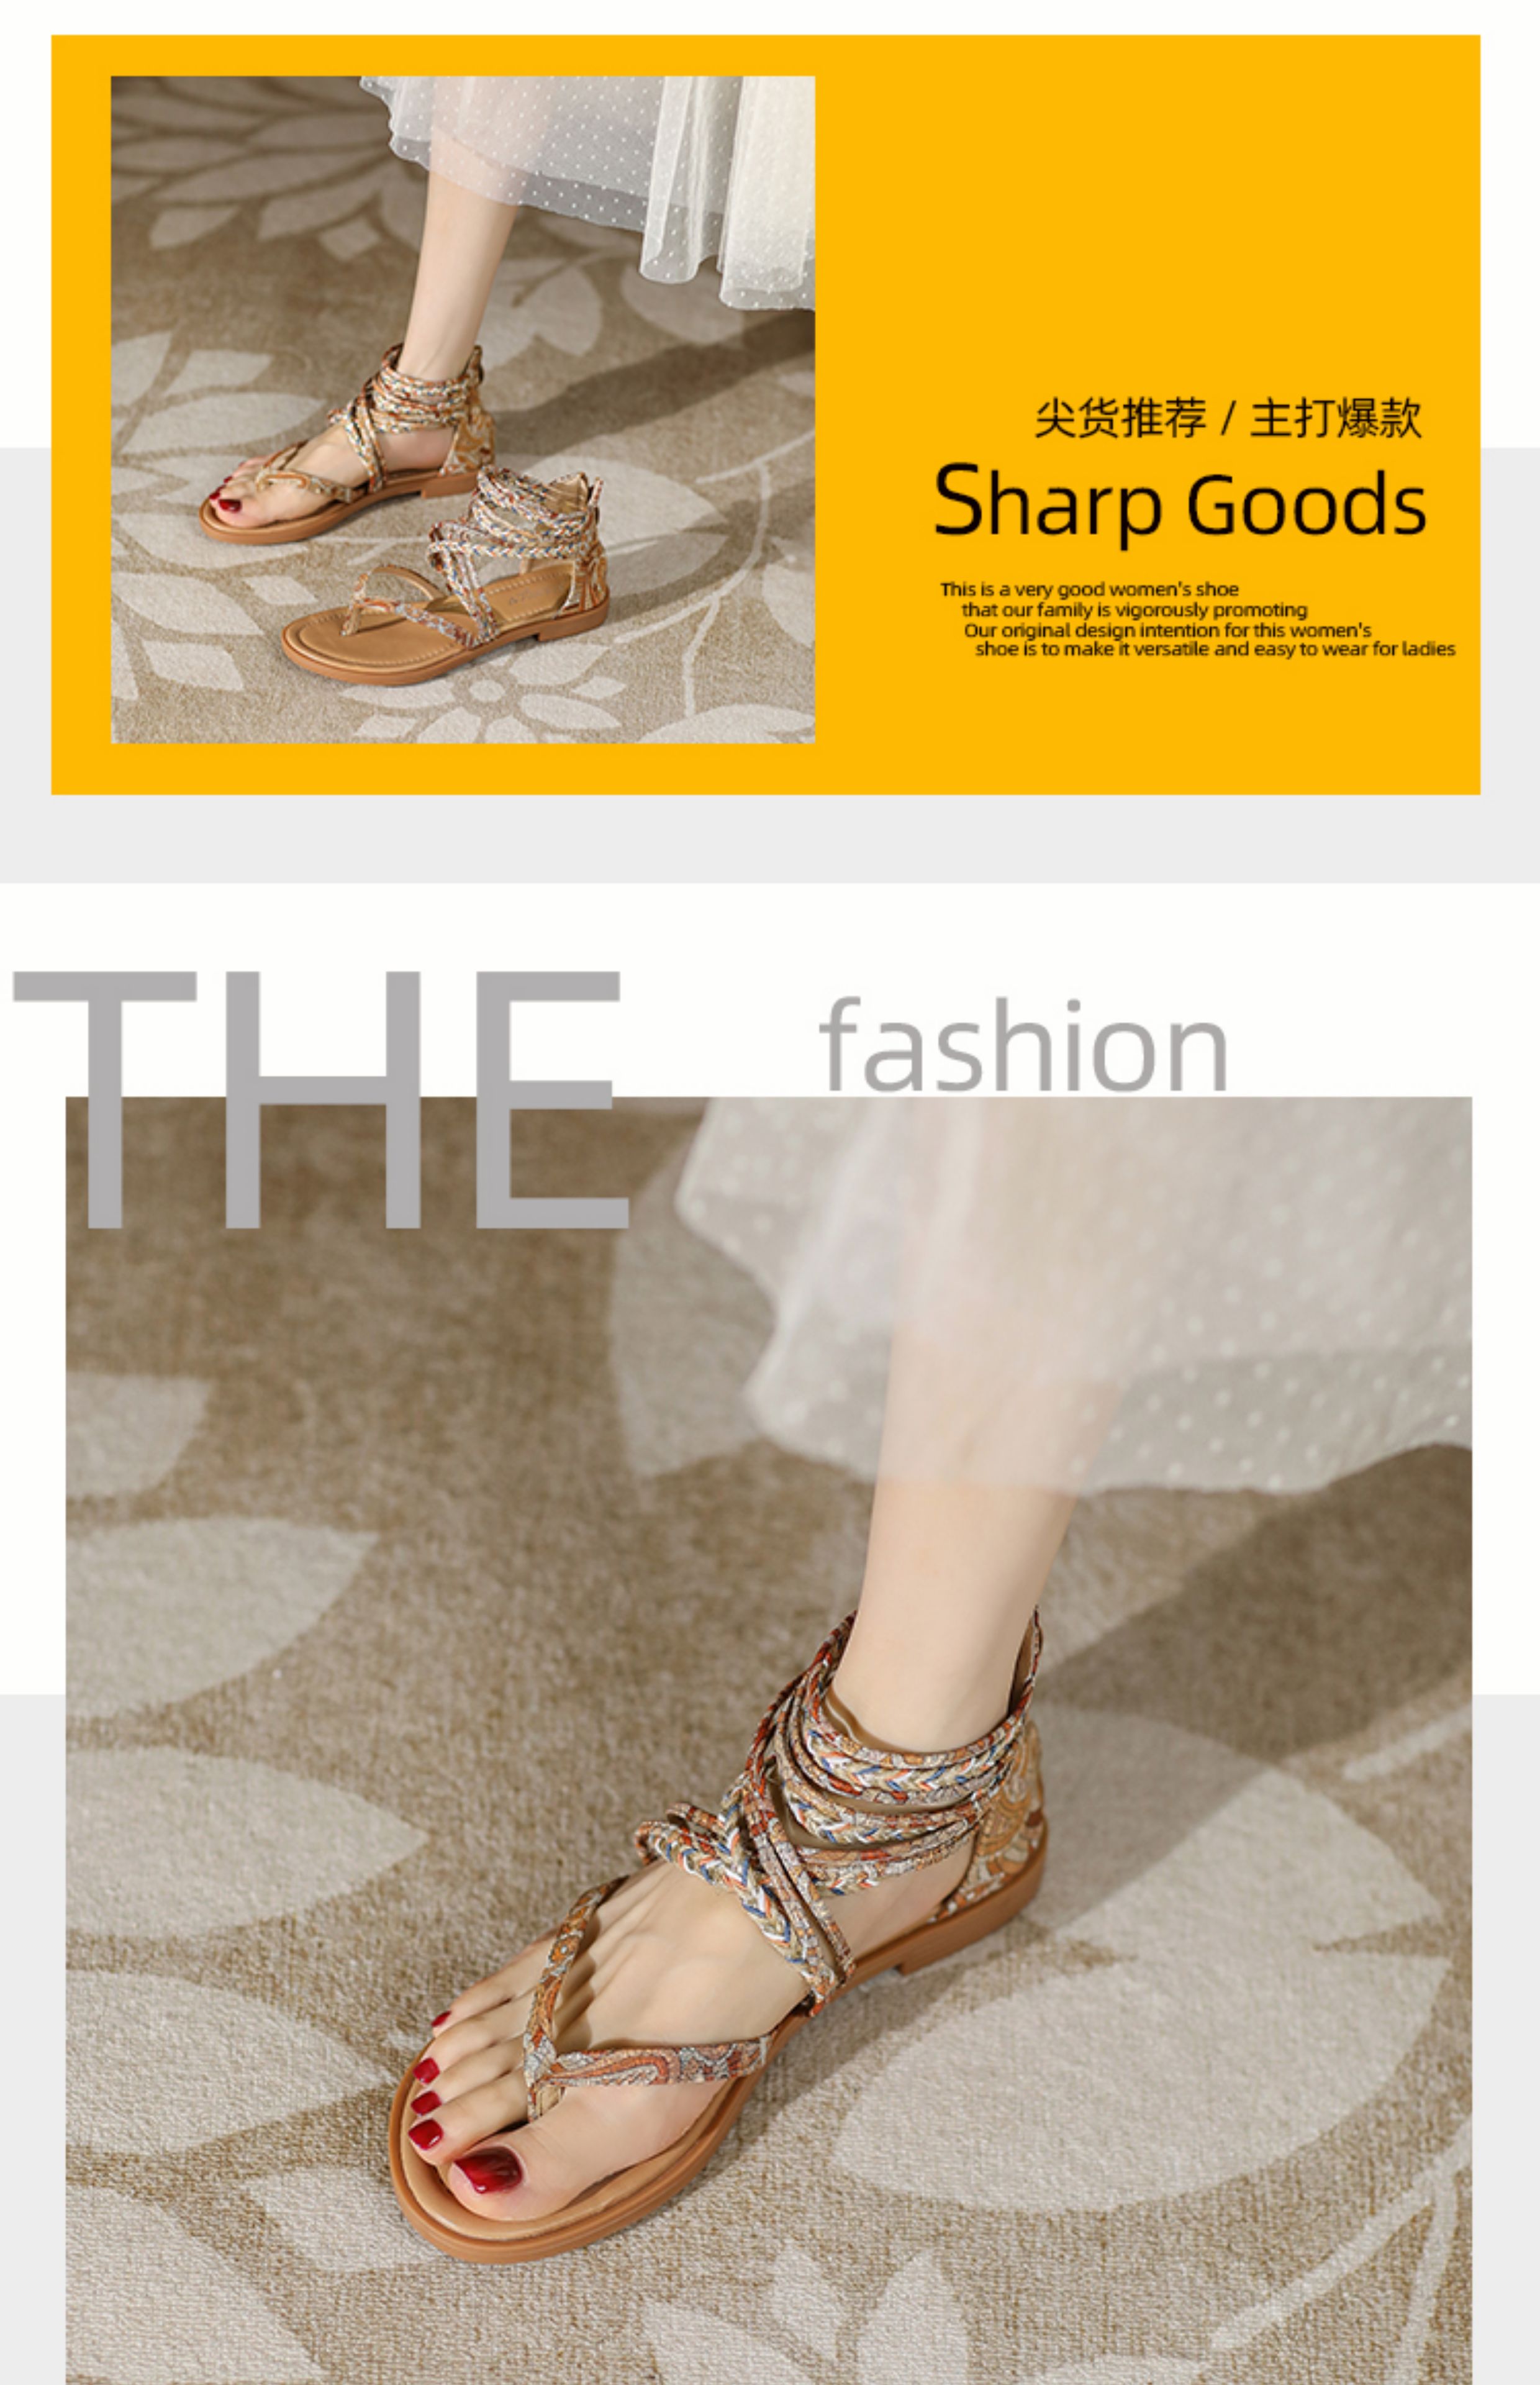 尖货推荐 / 主打爆款
Sharp Goods
This is a very good women's shoe
that our family is vigorously promoting
Our original design intention for this women's
shoe is to make it versatile and easy to wear for ladies
THE
fashion